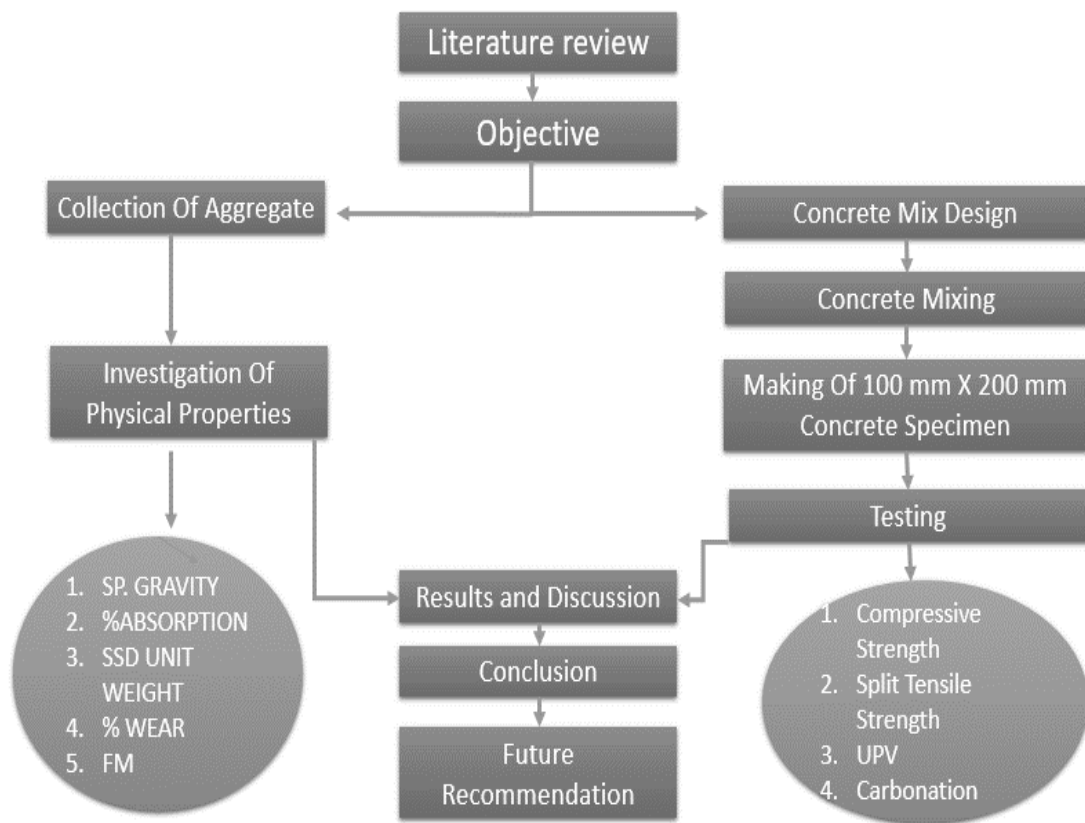 Literature review
Objective
Collection Of Aggregate
Investigation Of
Physical Properties
1. SP. GRAVITY
2. %ABSORPTION
3. SSD UNIT
WEIGHT
4. % WEAR
5. FM
Concrete Mix Design
Concrete Mixing
Making Of 100 mm X 200 mm
Concrete Specimen
Testing
1. Compressive
Strength
2. Split Tensile
Strength
3. UPV
4. Carbonation
Results and Discussion
Conclusion
Future
Recommendation